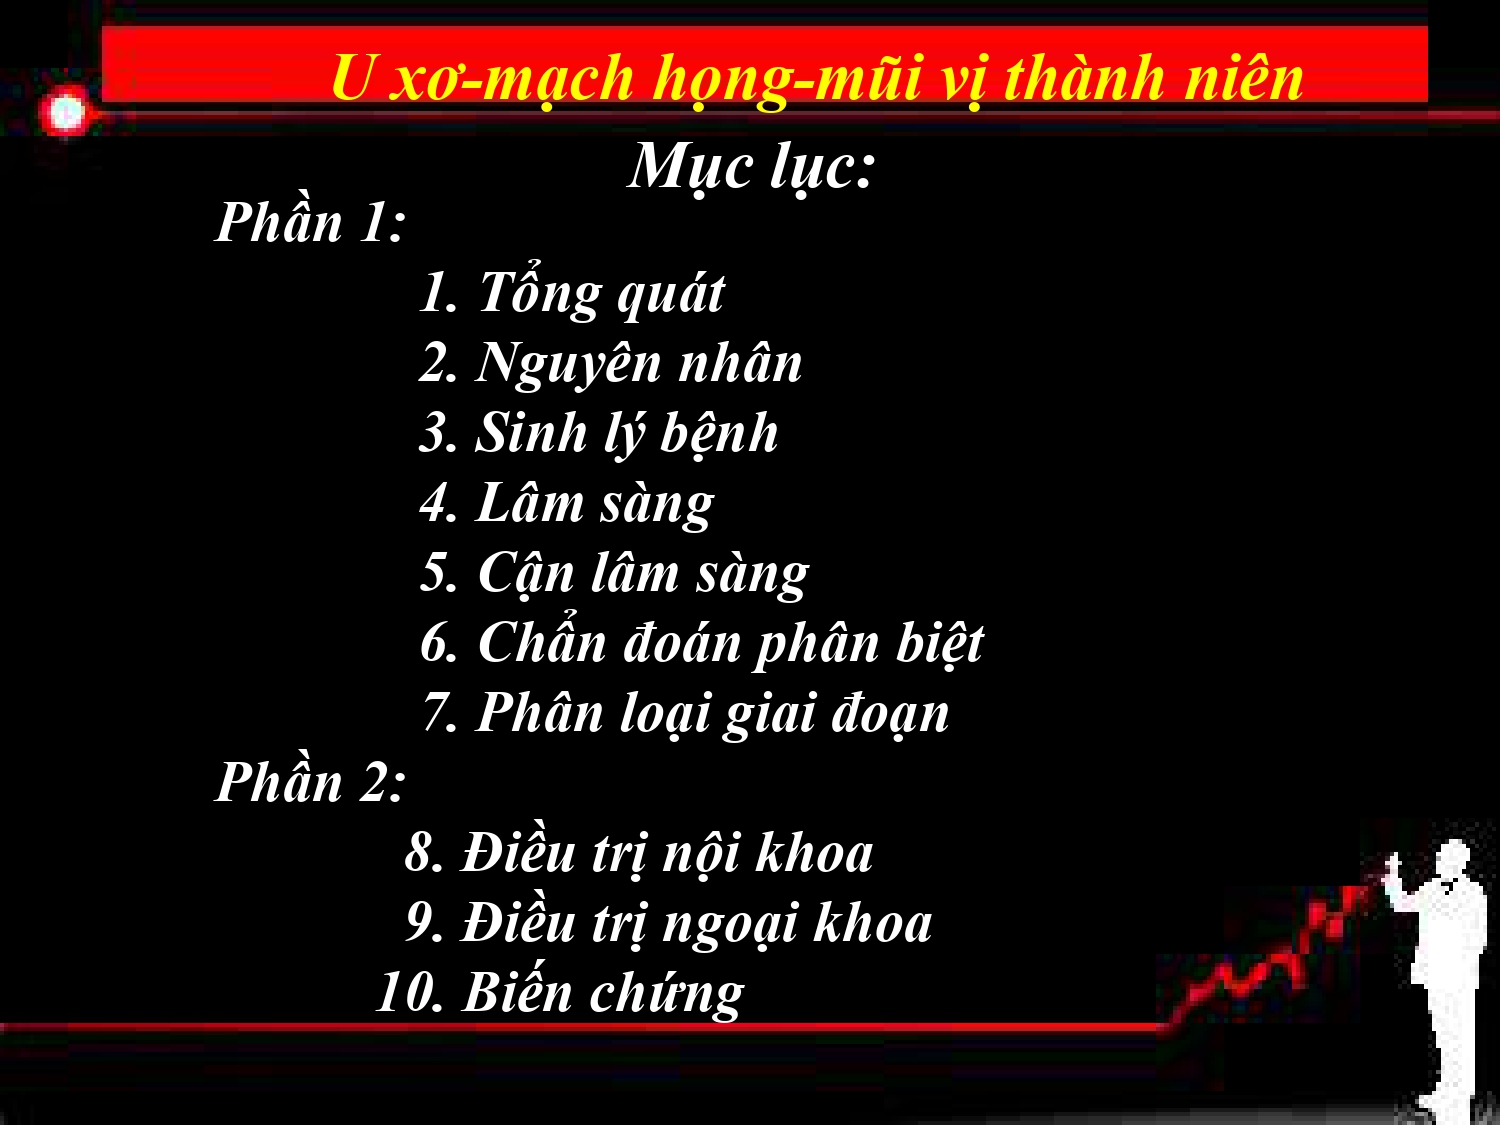 U xơ-mạch họng-mũi vị thành niên
Mục lục:
Phần 1:
1. Tổng quát
2. Nguyên nhân
3. Sinh lý bệnh
4. Lâm sàng
5. Cận lâm sàng
6. Chẩn đoán phân biệt
7. Phân loại giai đoạn
Phần 2:
8. Điều trị nội khoa
9. Điều trị ngoại khoa
10. Biến chứng